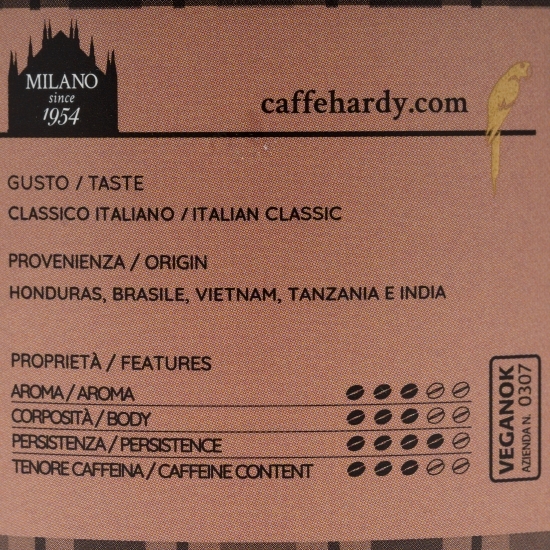 MILANO
since
1954
caffehardy.com
GUSTO / TASTE
CLASSICO ITALIANO / ITALIAN CLASSIC
PROVENIENZA / ORIGIN
HONDURAS, BRASILE, VIETNAM, TANZANIA E INDIA
PROPRIETÀ / FEATURES
AROMA / AROMA
CORPOSITÀ / BODY
PERSISTENZA / PERSISTENCE
TENORE CAFFEINA / CAFFEINE CONTENT
VEGANOK
AZIENDA N. 0307